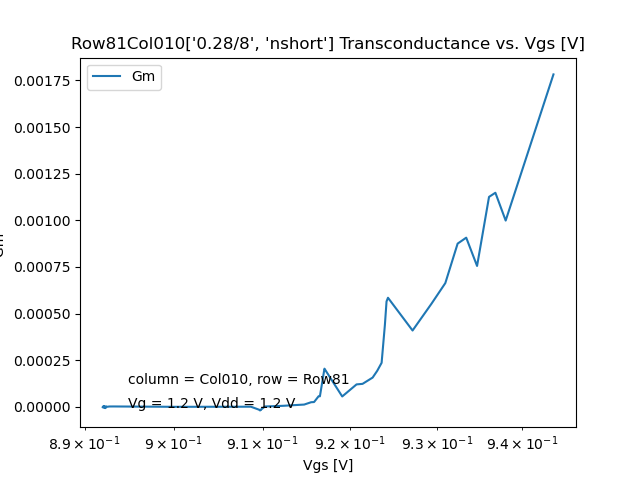 Row81Col010['0.28/8', 'nshort'] Transconductance vs. Vgs [V]
Gm
0.00175
0.00150
0.00125
0.00100
0.00075
0.00050
0.00025
0.00000
Gm
column = Col010, row = Row81
Vg = 1.2 V, Vdd = 1.2 V
8.9 × 10⁻¹ 9 × 10⁻¹ 9.1 × 10⁻¹ 9.2 × 10⁻¹ 9.3 × 10⁻¹ 9.4 × 10⁻¹
Vgs [V]